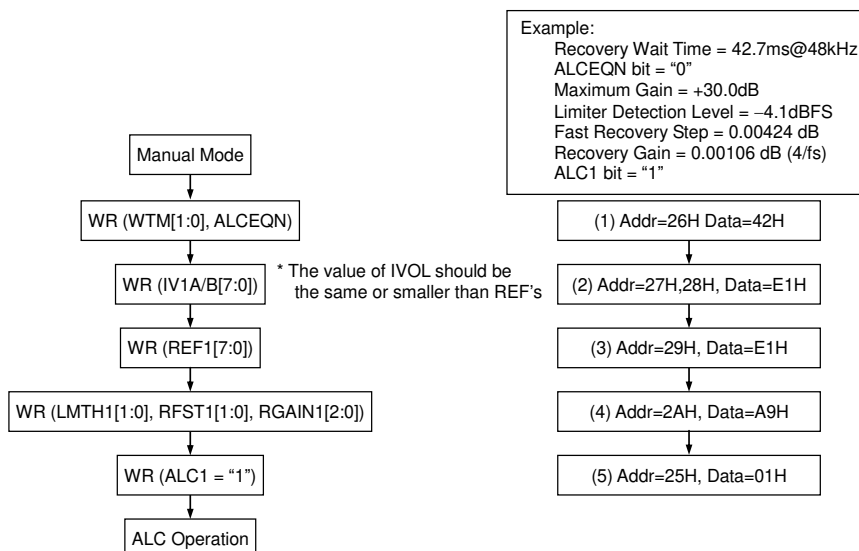 Example:
Recovery Wait Time = 42.7ms@48kHz
ALCEQN bit = “0”
Maximum Gain = +30.0dB
Limiter Detection Level = −4.1dBFS
Fast Recovery Step = 0.00424 dB
Recovery Gain = 0.00106 dB (4/fs)
ALC1 bit = “1”
Manual Mode
WR (WTM[1:0], ALCEQN)
WR (IV1A/B[7:0])
* The value of IVOL should be
the same or smaller than REF’s
WR (REF1[7:0])
WR (LMTH1[1:0], RFST1[1:0], RGAIN1[2:0])
WR (ALC1 = “1”)
ALC Operation
(1) Addr=26H Data=42H
(2) Addr=27H,28H, Data=E1H
(3) Addr=29H, Data=E1H
(4) Addr=2AH, Data=A9H
(5) Addr=25H, Data=01H